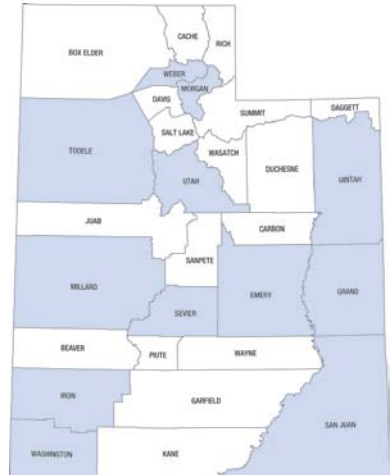 CACHE
RICH
BOX ELDER
WEBER
MORGAN
DAVIS
SUMMIT
DAGGETT
SALT LAKE
TOOELE
WASATCH
DUCHESNE
UINTAH
UTAH
JUAB
CARBON
SANPETE
MILLARD
EMERY
GRAND
SEVIER
BEAVER
PIUTE
WAYNE
IRON
GARFIELD
SAN JUAN
WASHINGTON
KANE